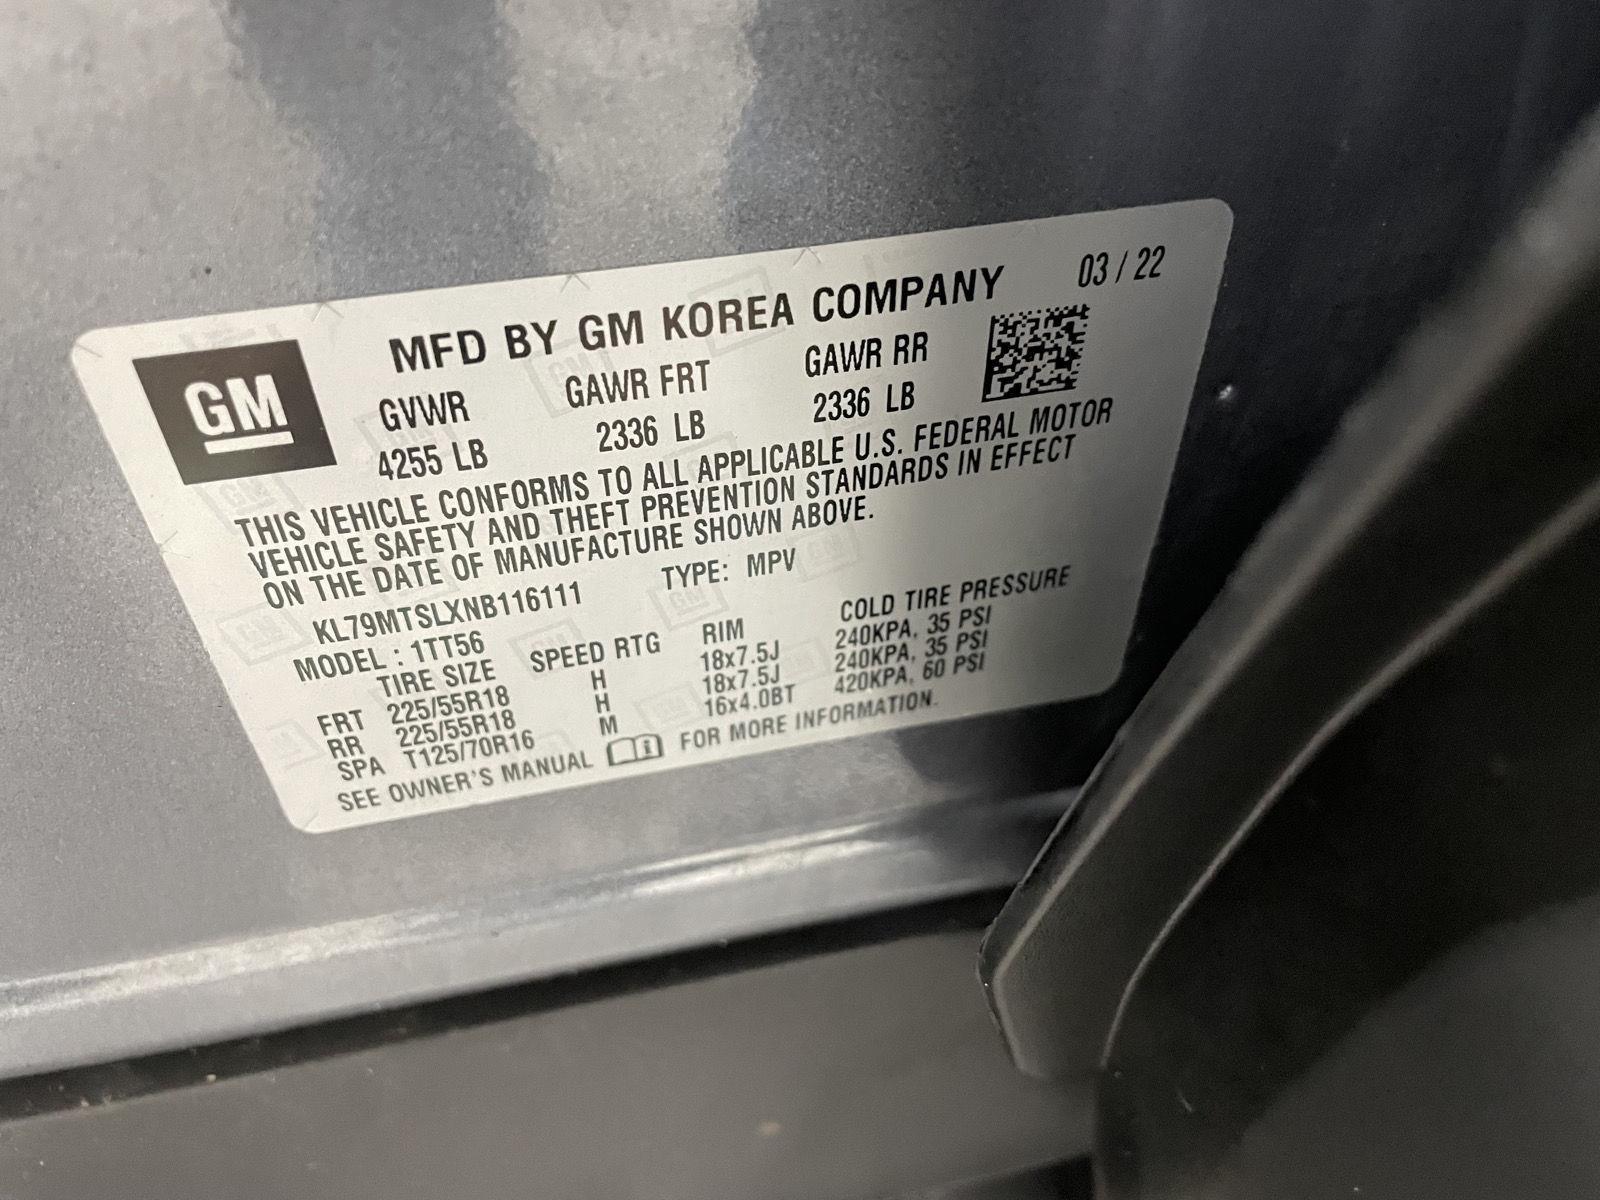 MFD BY GM KOREA COMPANY 03 / 22
GM
GVWR GAWR FRT GAWR RR
4255 LB 2336 LB 2336 LB
THIS VEHICLE CONFORMS TO ALL APPLICABLE U.S. FEDERAL MOTOR
VEHICLE SAFETY AND THEFT PREVENTION STANDARDS IN EFFECT
ON THE DATE OF MANUFACTURE SHOWN ABOVE.
KL79MTSLXNB116111 TYPE: MPV
MODEL : 1TT56
TIRE SIZE SPEED RTG RIM COLD TIRE PRESSURE
FRT 225/55R18 H 18x7.5J 240KPA, 35 PSI
RR 225/55R18 H 18x7.5J 240KPA, 35 PSI
SPA T125/70R16 M 16x4.0BT 420KPA, 60 PSI
SEE OWNER'S MANUAL FOR MORE INFORMATION.